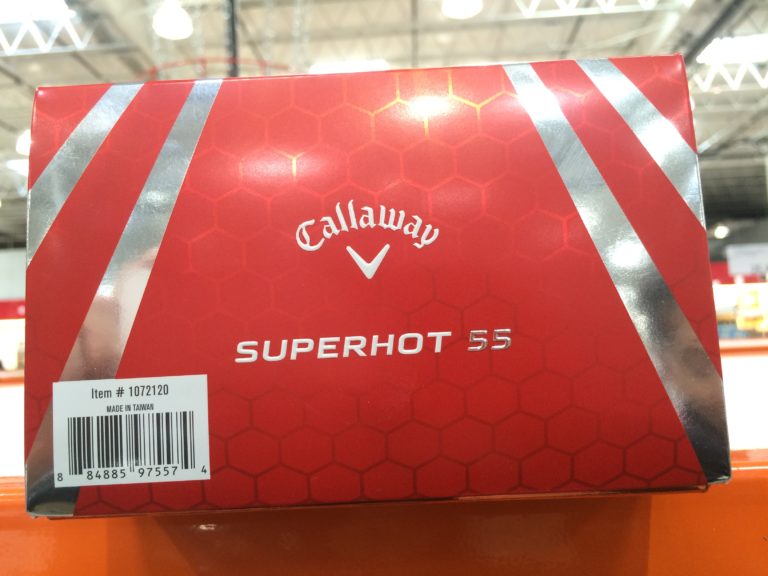 Callaway
SUPERHOT 55
Item # 1072120
MADE IN TAIWAN
8 84885 97557 4